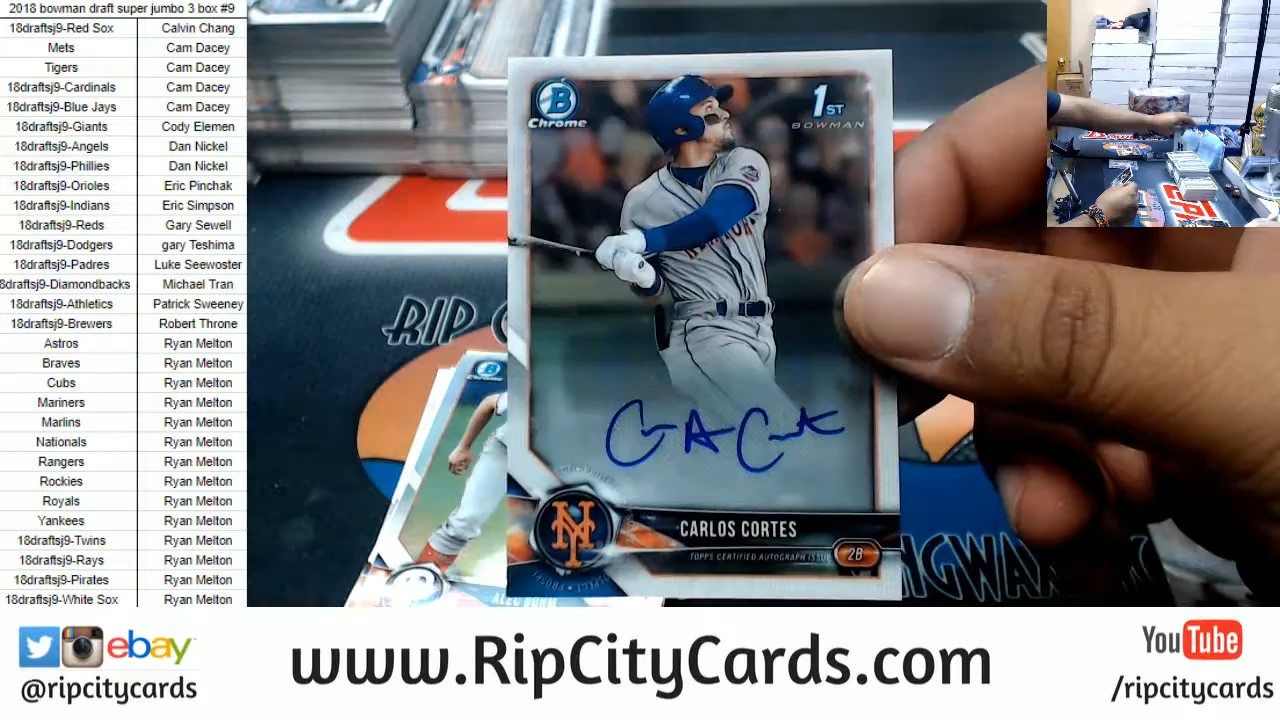 2018 bowman draft super jumbo 3 box #9
18draftsj9-Red Sox Calvin Chang
Mets Cam Dacey
Tigers Cam Dacey
18draftsj9-Cardinals Cam Dacey
18draftsj9-Blue Jays Cam Dacey
18draftsj9-Giants Cody Elemen
18draftsj9-Angels Dan Nickel
18draftsj9-Phillies Dan Nickel
18draftsj9-Orioles Eric Pinchak
18draftsj9-Indians Eric Simpson
18draftsj9-Reds Gary Sewell
18draftsj9-Dodgers gary Teshima
18draftsj9-Padres Luke Seewoster
8draftsj9-Diamondbacks Michael Tran
18draftsj9-Athletics Patrick Sweeney
18draftsj9-Brewers Robert Throne
Astros Ryan Melton
Braves Ryan Melton
Cubs Ryan Melton
Mariners Ryan Melton
Marlins Ryan Melton
Nationals Ryan Melton
Rangers Ryan Melton
Rockies Ryan Melton
Royals Ryan Melton
Yankees Ryan Melton
18draftsj9-Twins Ryan Melton
18draftsj9-Rays Ryan Melton
18draftsj9-Pirates Ryan Melton
18draftsj9-White Sox Ryan Melton
B
Chrome
1ST
BOWMAN
RIP
CARLOS CORTES
TOPPS CERTIFIED AUTOGRAPH ISSUE
2B
NY
B
Chrome
ALEC BOHM
ebay
@ripcitycards
www.RipCityCards.com
YouTube
/ripcitycards